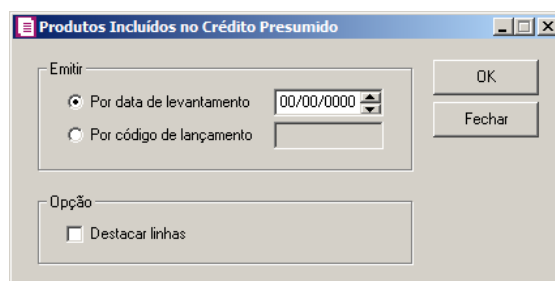 Produtos Incluídos no Crédito Presumido
Emitir
Por data de levantamento 00/00/0000
Por código de lançamento
OK
Fechar
Opção
Destacar linhas